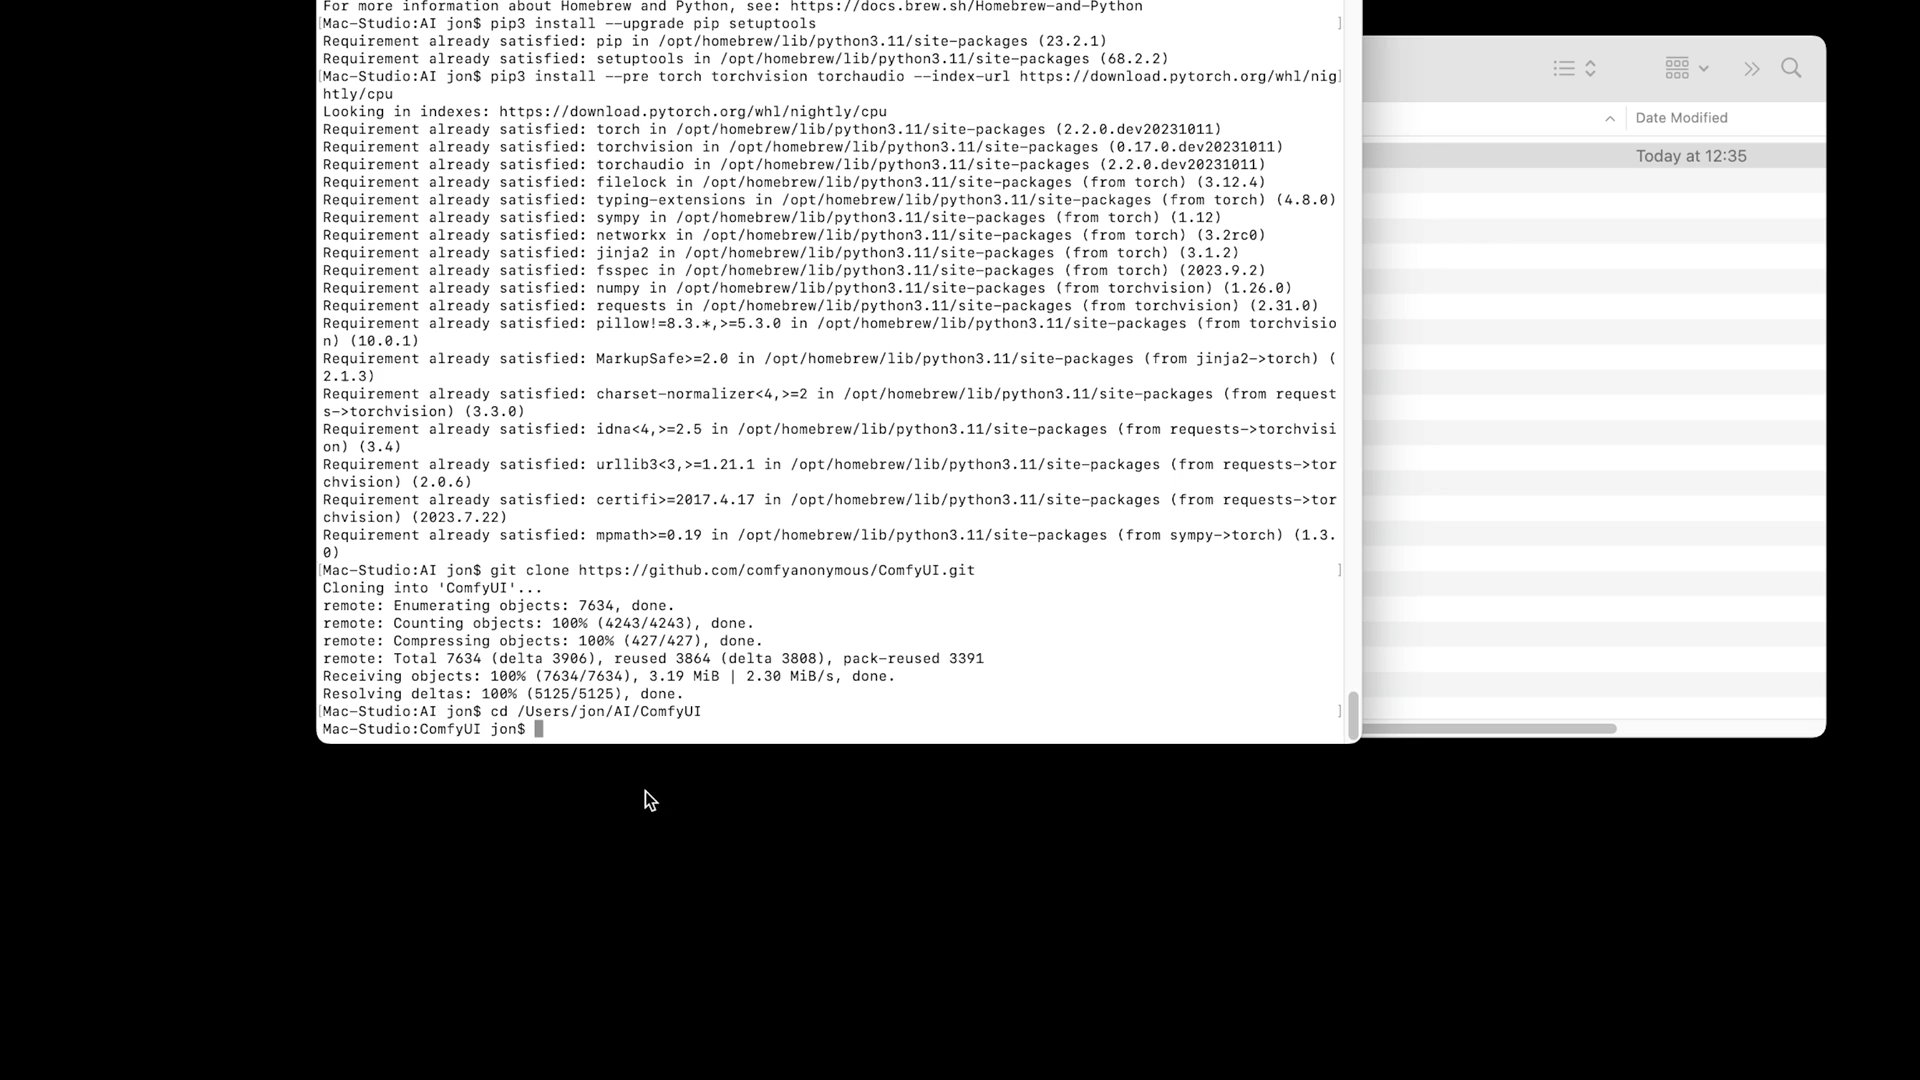 For more information about Homebrew and Python, see: https://docs.brew.sh/Homebrew-and-Python
[Mac-Studio:AI jon$ pip3 install --upgrade pip setuptools ]
Requirement already satisfied: pip in /opt/homebrew/lib/python3.11/site-packages (23.2.1)
Requirement already satisfied: setuptools in /opt/homebrew/lib/python3.11/site-packages (68.2.2)
[Mac-Studio:AI jon$ pip3 install --pre torch torchvision torchaudio --index-url https://download.pytorch.org/whl/nig]
htly/cpu
Looking in indexes: https://download.pytorch.org/whl/nightly/cpu
Requirement already satisfied: torch in /opt/homebrew/lib/python3.11/site-packages (2.2.0.dev20231011)
Requirement already satisfied: torchvision in /opt/homebrew/lib/python3.11/site-packages (0.17.0.dev20231011)
Requirement already satisfied: torchaudio in /opt/homebrew/lib/python3.11/site-packages (2.2.0.dev20231011)
Requirement already satisfied: filelock in /opt/homebrew/lib/python3.11/site-packages (from torch) (3.12.4)
Requirement already satisfied: typing-extensions in /opt/homebrew/lib/python3.11/site-packages (from torch) (4.8.0)
Requirement already satisfied: sympy in /opt/homebrew/lib/python3.11/site-packages (from torch) (1.12)
Requirement already satisfied: networkx in /opt/homebrew/lib/python3.11/site-packages (from torch) (3.2rc0)
Requirement already satisfied: jinja2 in /opt/homebrew/lib/python3.11/site-packages (from torch) (3.1.2)
Requirement already satisfied: fsspec in /opt/homebrew/lib/python3.11/site-packages (from torch) (2023.9.2)
Requirement already satisfied: numpy in /opt/homebrew/lib/python3.11/site-packages (from torchvision) (1.26.0)
Requirement already satisfied: requests in /opt/homebrew/lib/python3.11/site-packages (from torchvision) (2.31.0)
Requirement already satisfied: pillow!=8.3.*,>=5.3.0 in /opt/homebrew/lib/python3.11/site-packages (from torchvisio
n) (10.0.1)
Requirement already satisfied: MarkupSafe>=2.0 in /opt/homebrew/lib/python3.11/site-packages (from jinja2->torch) (
2.1.3)
Requirement already satisfied: charset-normalizer<4,>=2 in /opt/homebrew/lib/python3.11/site-packages (from request
s->torchvision) (3.3.0)
Requirement already satisfied: idna<4,>=2.5 in /opt/homebrew/lib/python3.11/site-packages (from requests->torchvisi
on) (3.4)
Requirement already satisfied: urllib3<3,>=1.21.1 in /opt/homebrew/lib/python3.11/site-packages (from requests->tor
chvision) (2.0.6)
Requirement already satisfied: certifi>=2017.4.17 in /opt/homebrew/lib/python3.11/site-packages (from requests->tor
chvision) (2023.7.22)
Requirement already satisfied: mpmath>=0.19 in /opt/homebrew/lib/python3.11/site-packages (from sympy->torch) (1.3.
0)
[Mac-Studio:AI jon$ git clone https://github.com/comfyanonymous/ComfyUI.git ]
Cloning into 'ComfyUI'...
remote: Enumerating objects: 7634, done.
remote: Counting objects: 100% (4243/4243), done.
remote: Compressing objects: 100% (427/427), done.
remote: Total 7634 (delta 3906), reused 3864 (delta 3808), pack-reused 3391
Receiving objects: 100% (7634/7634), 3.19 MiB | 2.30 MiB/s, done.
Resolving deltas: 100% (5125/5125), done.
[Mac-Studio:AI jon$ cd /Users/jon/AI/ComfyUI ]
Mac-Studio:ComfyUI jon$
Date Modified
Today at 12:35